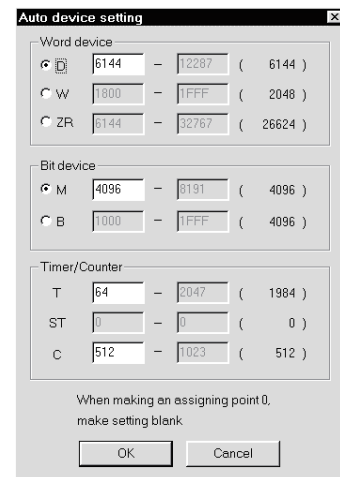 Auto device setting
Word device
D 6144 – 12287 ( 6144 )
W 1800 – 1FFF ( 2048 )
ZR 6144 – 32767 ( 26624 )
Bit device
M 4096 – 8191 ( 4096 )
B 1000 – 1FFF ( 4096 )
Timer/Counter
T 64 – 2047 ( 1984 )
ST 0 – 0 ( 0 )
C 512 – 1023 ( 512 )
When making an assigning point 0,
make setting blank
OK Cancel